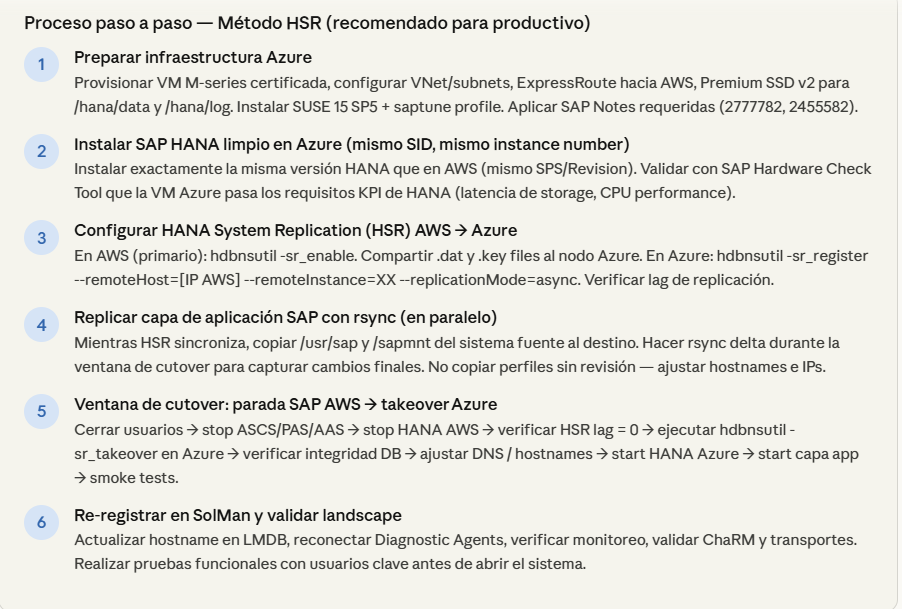 Proceso paso a paso — Método HSR (recomendado para productivo)
1
Preparar infraestructura Azure
Provisionar VM M-series certificada, configurar VNet/subnets, ExpressRoute hacia AWS, Premium SSD v2 para
/hana/data y /hana/log. Instalar SUSE 15 SP5 + saptune profile. Aplicar SAP Notes requeridas (2777782, 2455582).
2
Instalar SAP HANA limpio en Azure (mismo SID, mismo instance number)
Instalar exactamente la misma versión HANA que en AWS (mismo SPS/Revision). Validar con SAP Hardware Check
Tool que la VM Azure pasa los requisitos KPI de HANA (latencia de storage, CPU performance).
3
Configurar HANA System Replication (HSR) AWS → Azure
En AWS (primario): hdbnsutil -sr_enable. Compartir .dat y .key files al nodo Azure. En Azure: hdbnsutil -sr_register
--remoteHost=[IP AWS] --remoteInstance=XX --replicationMode=async. Verificar lag de replicación.
4
Replicar capa de aplicación SAP con rsync (en paralelo)
Mientras HSR sincroniza, copiar /usr/sap y /sapmnt del sistema fuente al destino. Hacer rsync delta durante la
ventana de cutover para capturar cambios finales. No copiar perfiles sin revisión — ajustar hostnames e IPs.
5
Ventana de cutover: parada SAP AWS → takeover Azure
Cerrar usuarios → stop ASCS/PAS/AAS → stop HANA AWS → verificar HSR lag = 0 → ejecutar hdbnsutil -
sr_takeover en Azure → verificar integridad DB → ajustar DNS / hostnames → start HANA Azure → start capa app
→ smoke tests.
6
Re-registrar en SolMan y validar landscape
Actualizar hostname en LMDB, reconectar Diagnostic Agents, verificar monitoreo, validar ChaRM y transportes.
Realizar pruebas funcionales con usuarios clave antes de abrir el sistema.